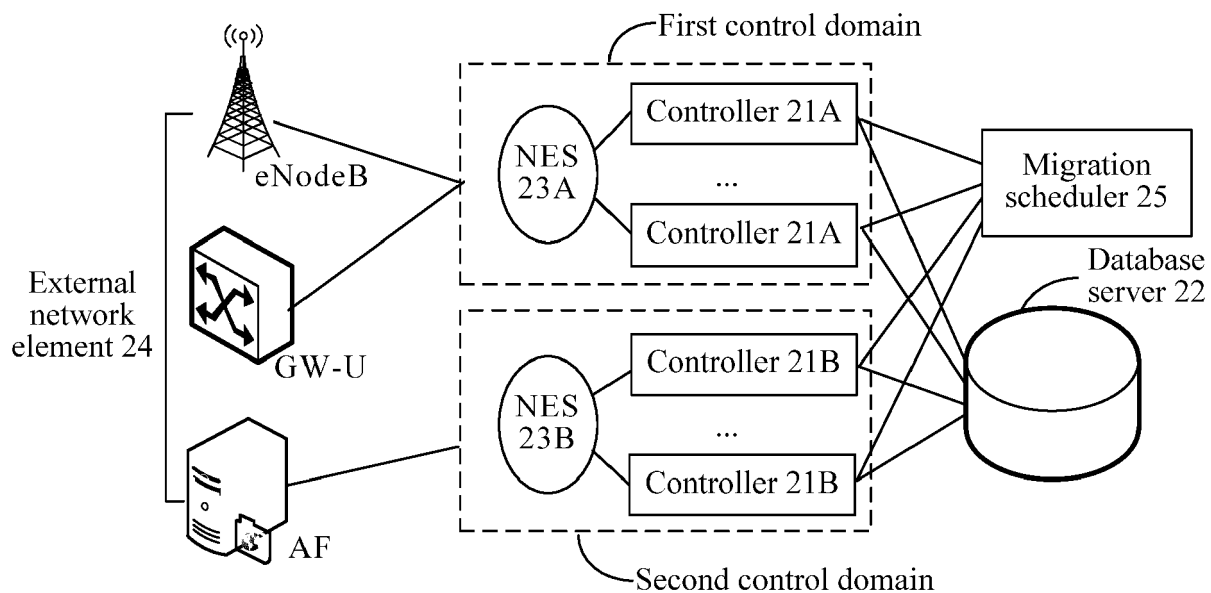 First control domain
eNodeB
NES
23A
Controller 21A
...
Controller 21A
Migration
scheduler 25
External
network
element 24
GW-U
Database
server 22
NES
23B
Controller 21B
...
Controller 21B
AF
Second control domain